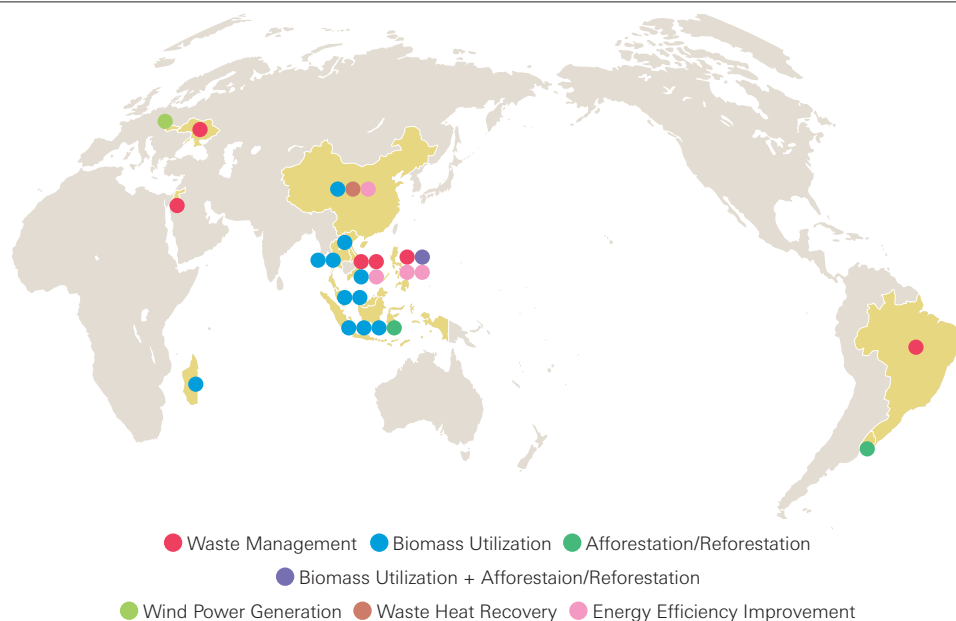 Waste Management Biomass Utilization Afforestation/Reforestation
Biomass Utilization + Afforestaion/Reforestation
Wind Power Generation Waste Heat Recovery Energy Efficiency Improvement